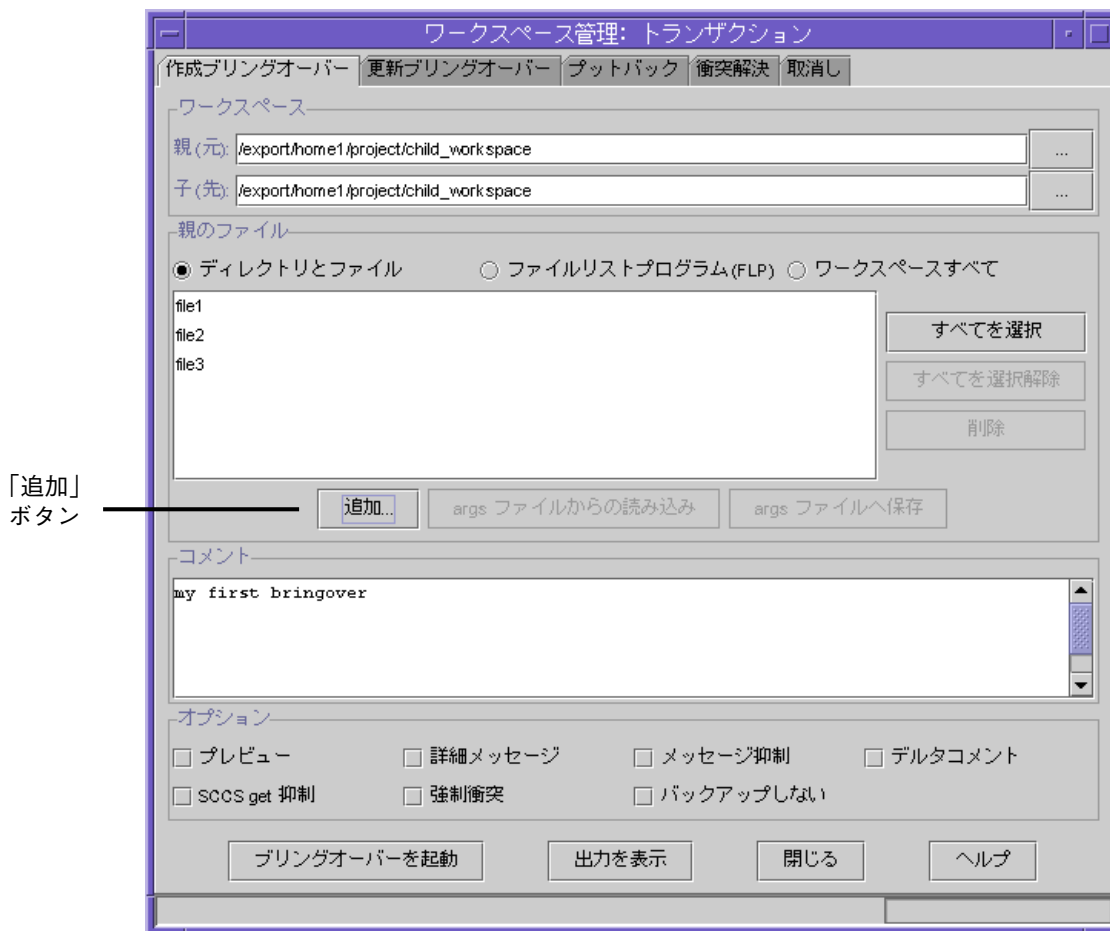 ワークスペース管理: トランザクション
作成ブリングオーバー 更新ブリングオーバー プットバック 衝突解決 取消し
ワークスペース
親(元): /export/home1/project/child_workspace ...
子(先): /export/home1/project/child_workspace ...
親のファイル
ディレクトリとファイル ファイルリストプログラム(FLP) ワークスペースすべて
file1
file2
file3
すべてを選択
すべてを選択解除
削除
「追加」
ボタン
追加... args ファイルからの読み込み args ファイルへ保存
コメント
my first bringover
オプション
プレビュー 詳細メッセージ メッセージ抑制 デルタコメント
SCCS get 抑制 強制衝突 バックアップしない
ブリングオーバーを起動 出力を表示 閉じる ヘルプ